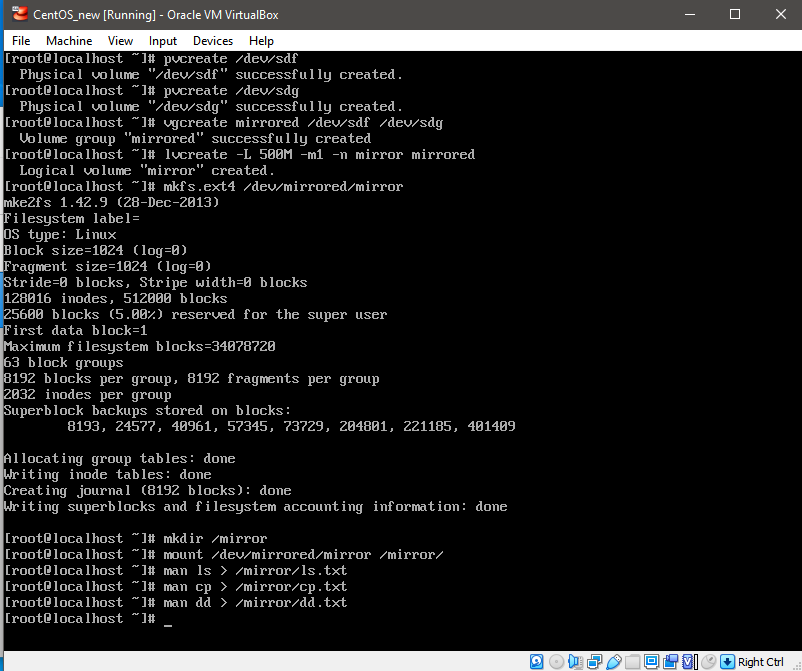 CentOS_new [Running] - Oracle VM VirtualBox
File Machine View Input Devices Help
[root@localhost ~]# pvcreate /dev/sdf
  Physical volume "/dev/sdf" successfully created.
[root@localhost ~]# pvcreate /dev/sdg
  Physical volume "/dev/sdg" successfully created.
[root@localhost ~]# vgcreate mirrored /dev/sdf /dev/sdg
  Volume group "mirrored" successfully created
[root@localhost ~]# lvcreate -L 500M -m1 -n mirror mirrored
  Logical volume "mirror" created.
[root@localhost ~]# mkfs.ext4 /dev/mirrored/mirror
mke2fs 1.42.9 (28-Dec-2013)
Filesystem label=
OS type: Linux
Block size=1024 (log=0)
Fragment size=1024 (log=0)
Stride=0 blocks, Stripe width=0 blocks
128016 inodes, 512000 blocks
25600 blocks (5.00%) reserved for the super user
First data block=1
Maximum filesystem blocks=34078720
63 block groups
8192 blocks per group, 8192 fragments per group
2032 inodes per group
Superblock backups stored on blocks:
        8193, 24577, 40961, 57345, 73729, 204801, 221185, 401409
Allocating group tables: done
Writing inode tables: done
Creating journal (8192 blocks): done
Writing superblocks and filesystem accounting information: done
[root@localhost ~]# mkdir /mirror
[root@localhost ~]# mount /dev/mirrored/mirror /mirror/
[root@localhost ~]# man ls > /mirror/ls.txt
[root@localhost ~]# man cp > /mirror/cp.txt
[root@localhost ~]# man dd > /mirror/dd.txt
[root@localhost ~]# _
Right Ctrl